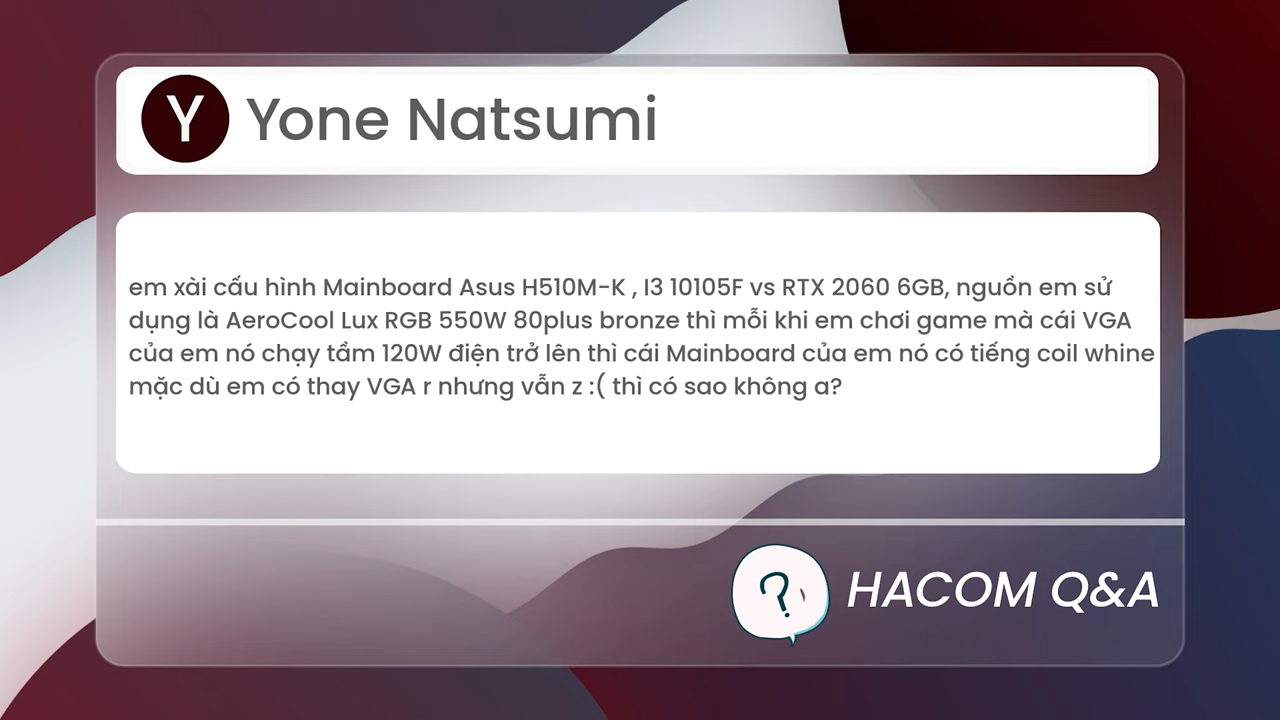 Y
Yone Natsumi
em xài cấu hình Mainboard Asus H510M-K , I3 10105F vs RTX 2060 6GB, nguồn em sử
dụng là AeroCool Lux RGB 550W 80plus bronze thì mỗi khi em chơi game mà cái VGA
của em nó chạy tầm 120W điện trở lên thì cái Mainboard của em nó có tiếng coil whine
mặc dù em có thay VGA r nhưng vẫn z :( thì có sao không a?
?
HACOM Q&A